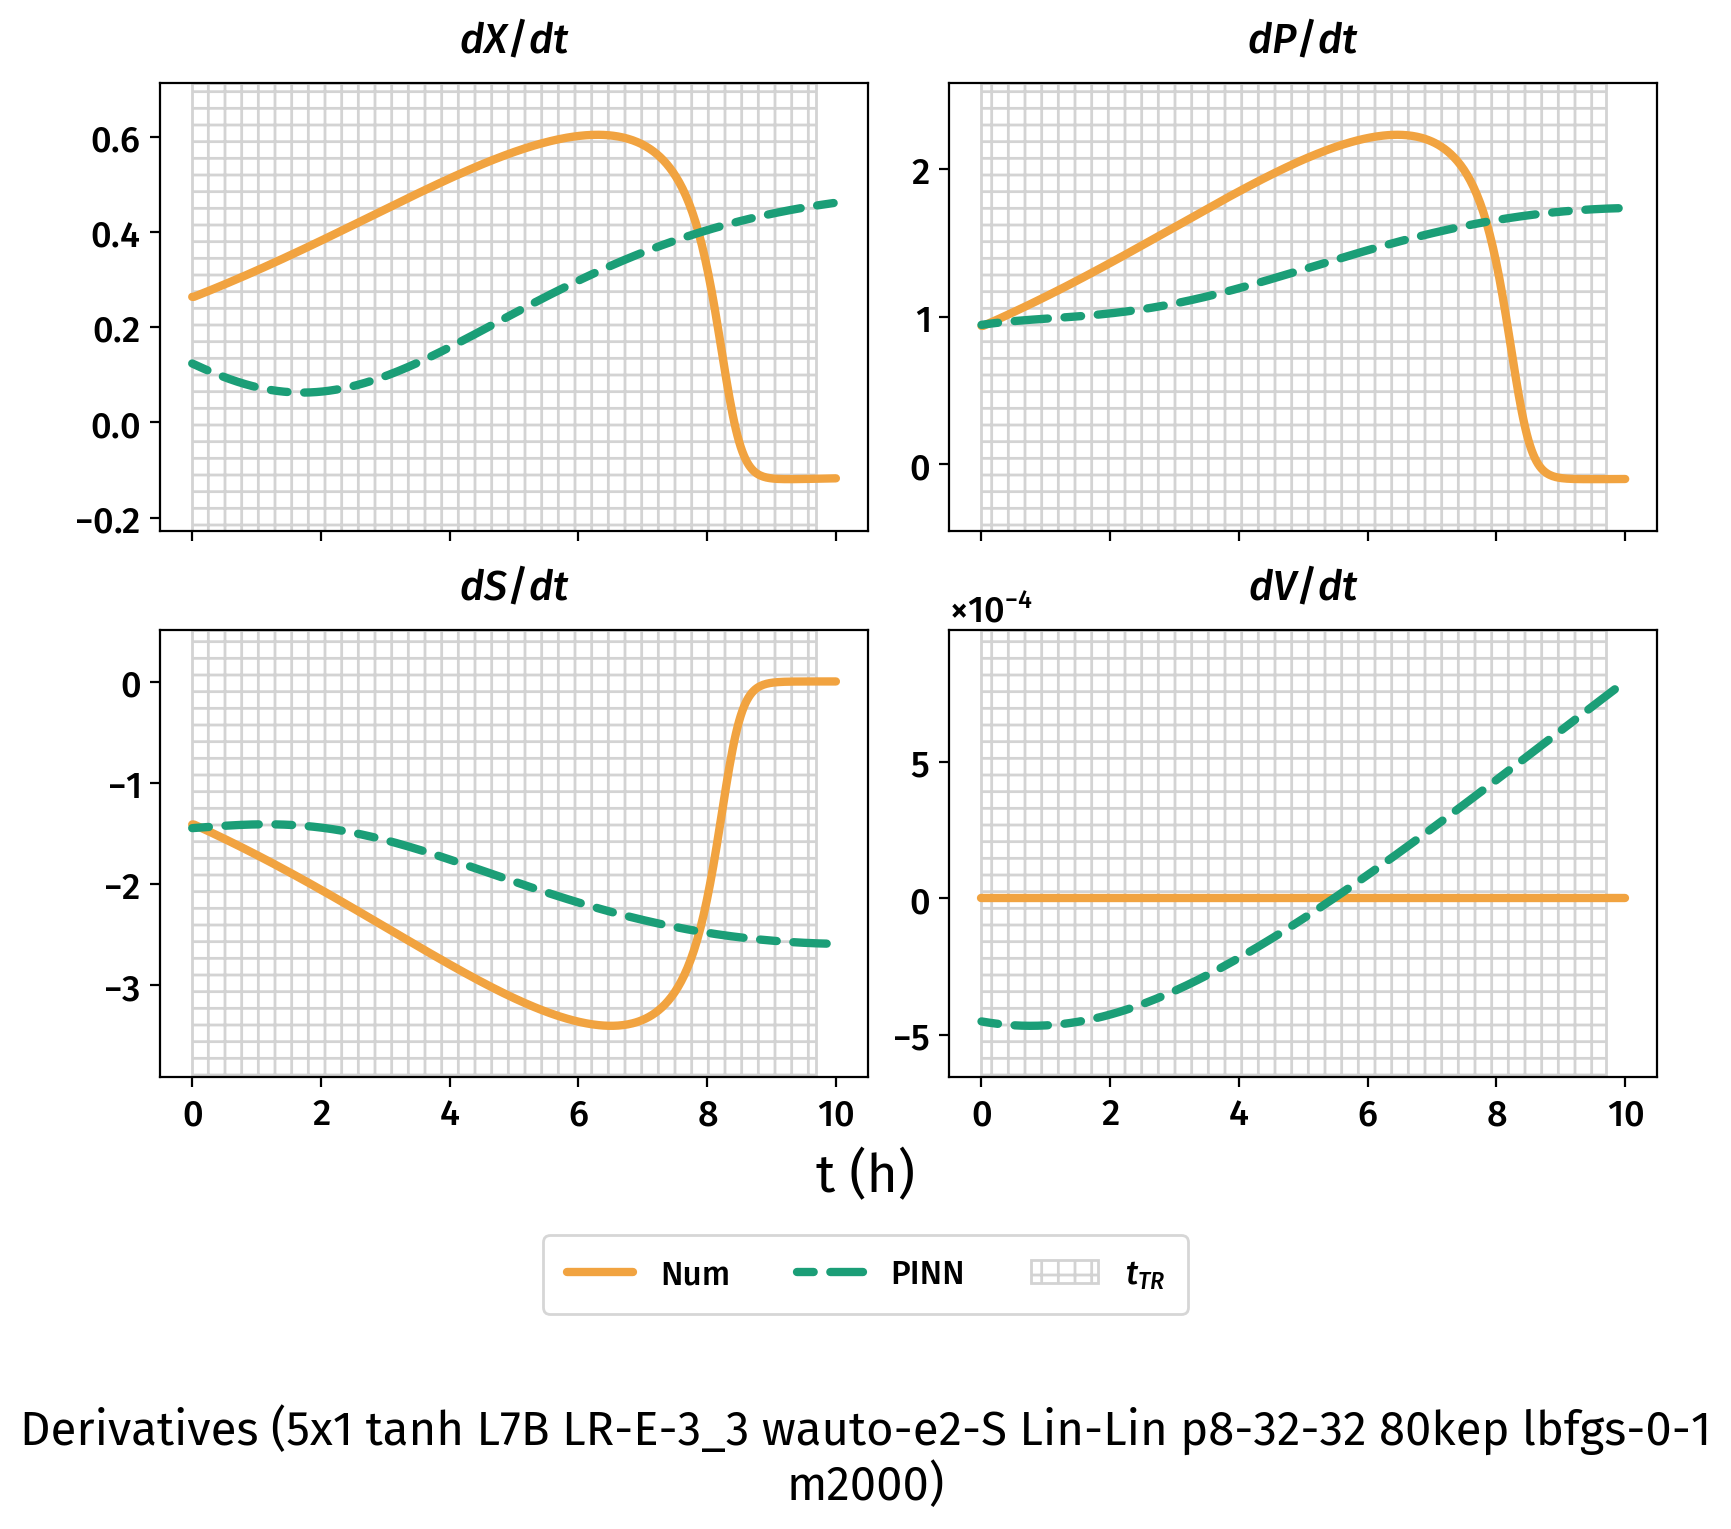 dX/dt
dP/dt
0.6
0.4
0.2
0.0
−0.2
2
1
0
dS/dt
dV/dt
×10⁻⁴
0
−1
−2
−3
5
0
−5
0 2 4 6 8 10
0 2 4 6 8 10
t (h)
Num PINN t_TR
Derivatives (5x1 tanh L7B LR-E-3_3 wauto-e2-S Lin-Lin p8-32-32 80kep lbfgs-0-1
m2000)